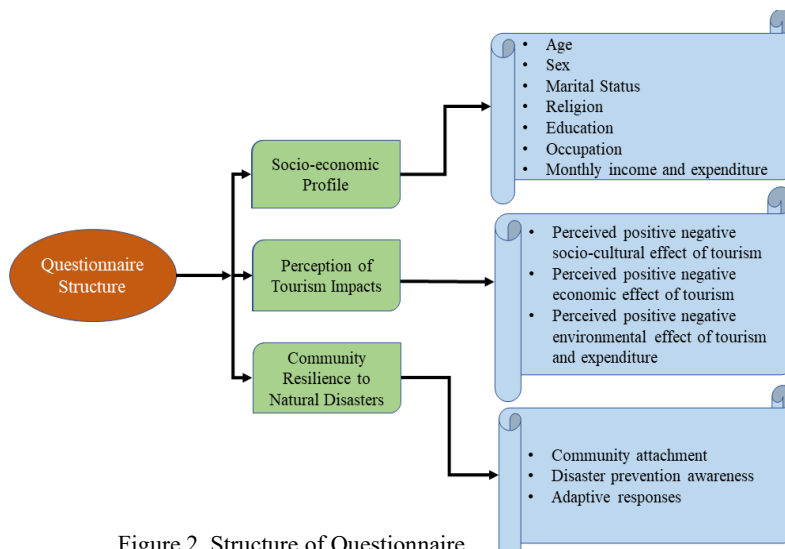 Questionnaire
Structure
Socio-economic
Profile
• Age
• Sex
• Marital Status
• Religion
• Education
• Occupation
• Monthly income and expenditure
Perception of
Tourism Impacts
• Perceived positive negative
socio-cultural effect of tourism
• Perceived positive negative
economic effect of tourism
• Perceived positive negative
environmental effect of tourism
and expenditure
Community
Resilience to
Natural Disasters
• Community attachment
• Disaster prevention awareness
• Adaptive responses
Figure 2. Structure of Questionnaire